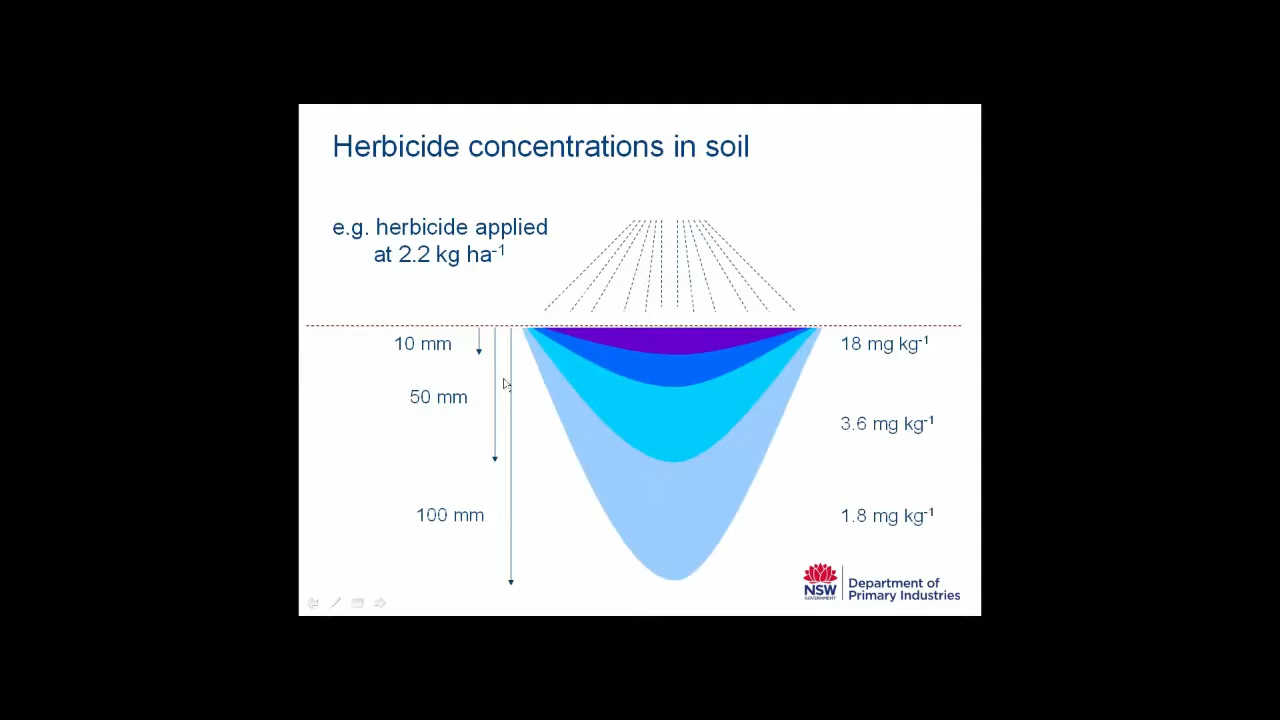 Herbicide concentrations in soil
e.g. herbicide applied
at 2.2 kg ha⁻¹
10 mm
18 mg kg⁻¹
50 mm
3.6 mg kg⁻¹
100 mm
1.8 mg kg⁻¹
NSW
GOVERNMENT
Department of
Primary Industries